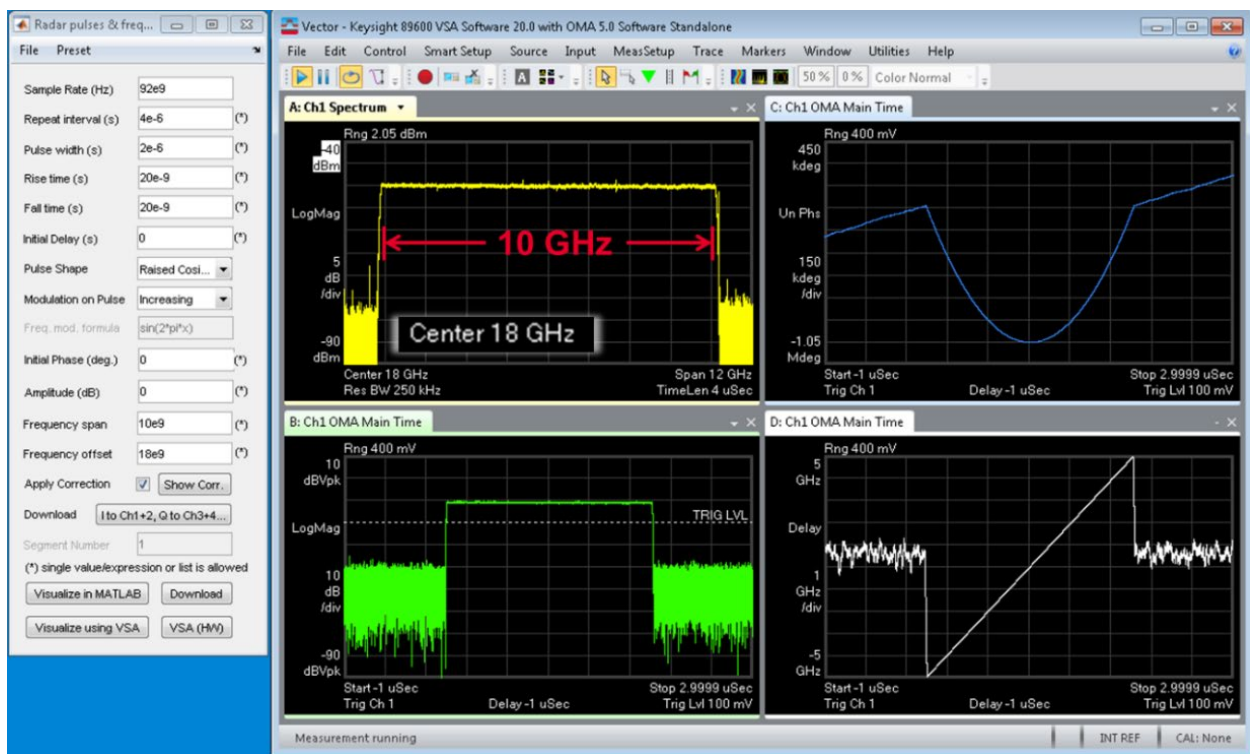 Radar pulses & freq...
File Preset
Sample Rate (Hz) 92e9
Repeat interval (s) 4e-6 (*)
Pulse width (s) 2e-6 (*)
Rise time (s) 20e-9 (*)
Fall time (s) 20e-9 (*)
Initial Delay (s) 0 (*)
Pulse Shape Raised Cosi...
Modulation on Pulse Increasing
Freq. mod. formula sin(2*pi*x)
Initial Phase (deg.) 0 (*)
Amplitude (dB) 0 (*)
Frequency span 10e9 (*)
Frequency offset 18e9 (*)
Apply Correction Show Corr.
Download I to Ch1+2, Q to Ch3+4...
Segment Number 1
(*) single value/expression or list is allowed
Visualize in MATLAB Download
Visualize using VSA VSA (HW)
Vector - Keysight 89600 VSA Software 20.0 with OMA 5.0 Software Standalone
File Edit Control Smart Setup Source Input MeasSetup Trace Markers Window Utilities Help
A 50 % 0 % Color Normal
A: Ch1 Spectrum
Rng 2.05 dBm
-40
dBm
LogMag
10 GHz
5
dB
/div
Center 18 GHz
-90
dBm
Center 18 GHz Span 12 GHz
Res BW 250 kHz TimeLen 4 uSec
C: Ch1 OMA Main Time
Rng 400 mV
450
kdeg
Un Phs
150
kdeg
/div
-1.05
Mdeg
Start -1 uSec Stop 2.9999 uSec
Trig Ch 1 Delay -1 uSec Trig Lvl 100 mV
B: Ch1 OMA Main Time
Rng 400 mV
10
dBVpk
TRIG LVL
LogMag
10
dB
/div
-90
dBVpk
Start -1 uSec Stop 2.9999 uSec
Trig Ch 1 Delay -1 uSec Trig Lvl 100 mV
D: Ch1 OMA Main Time
Rng 400 mV
5
GHz
Delay
1
GHz
/div
-5
GHz
Start -1 uSec Stop 2.9999 uSec
Trig Ch 1 Delay -1 uSec Trig Lvl 100 mV
Measurement running INT REF CAL: None